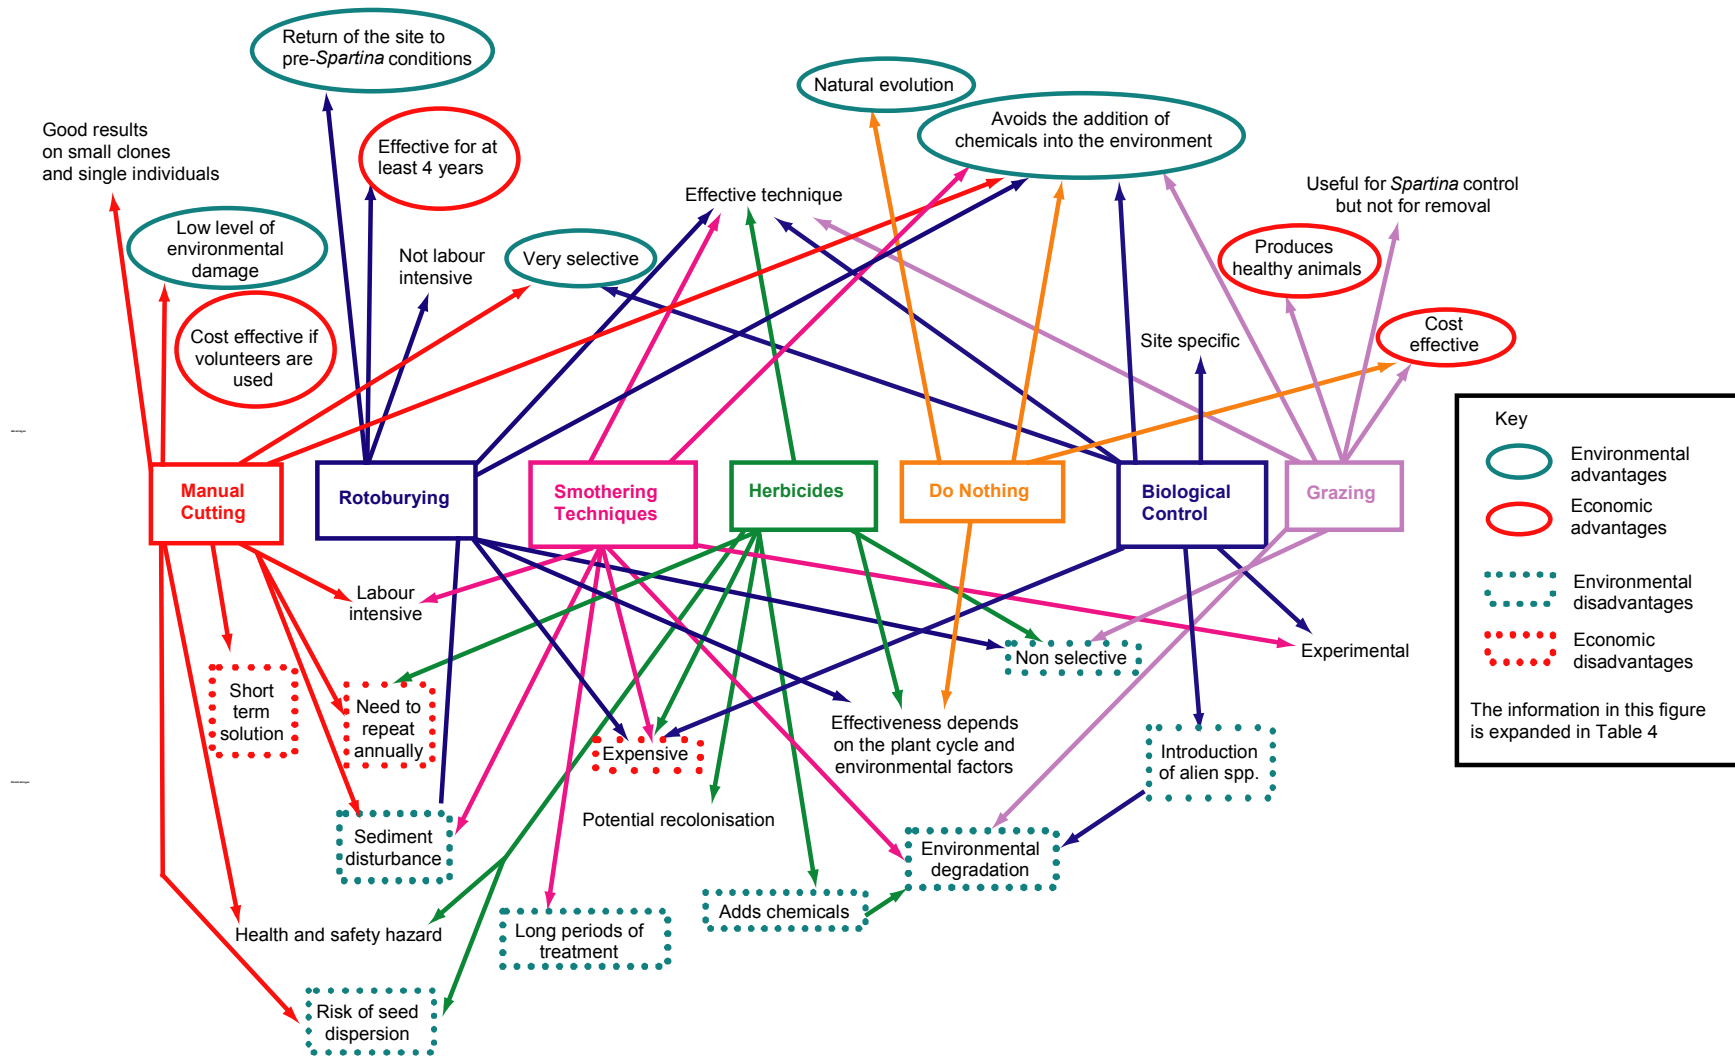 Return of the site to
pre-Spartina conditions
Natural evolution
Avoids the addition of
chemicals into the environment
Good results
on small clones
and single individuals
Effective for at
least 4 years
Effective technique
Useful for Spartina control
but not for removal
Low level of
environmental
damage
Not labour
intensive
Very selective
Produces
healthy animals
Cost effective if
volunteers are
used
Site specific
Cost
effective
Manual
Cutting
Rotoburying
Smothering
Techniques
Herbicides
Do Nothing
Biological
Control
Grazing
Key
Environmental
advantages
Economic
advantages
Environmental
disadvantages
Economic
disadvantages
The information in this figure
is expanded in Table 4
Labour
intensive
Non selective
Experimental
Short
term
solution
Need to
repeat
annually
Expensive
Effectiveness depends
on the plant cycle and
environmental factors
Introduction
of alien spp.
Sediment
disturbance
Potential recolonisation
Environmental
degradation
Adds chemicals
Health and safety hazard
Long periods of
treatment
Risk of seed
dispersion